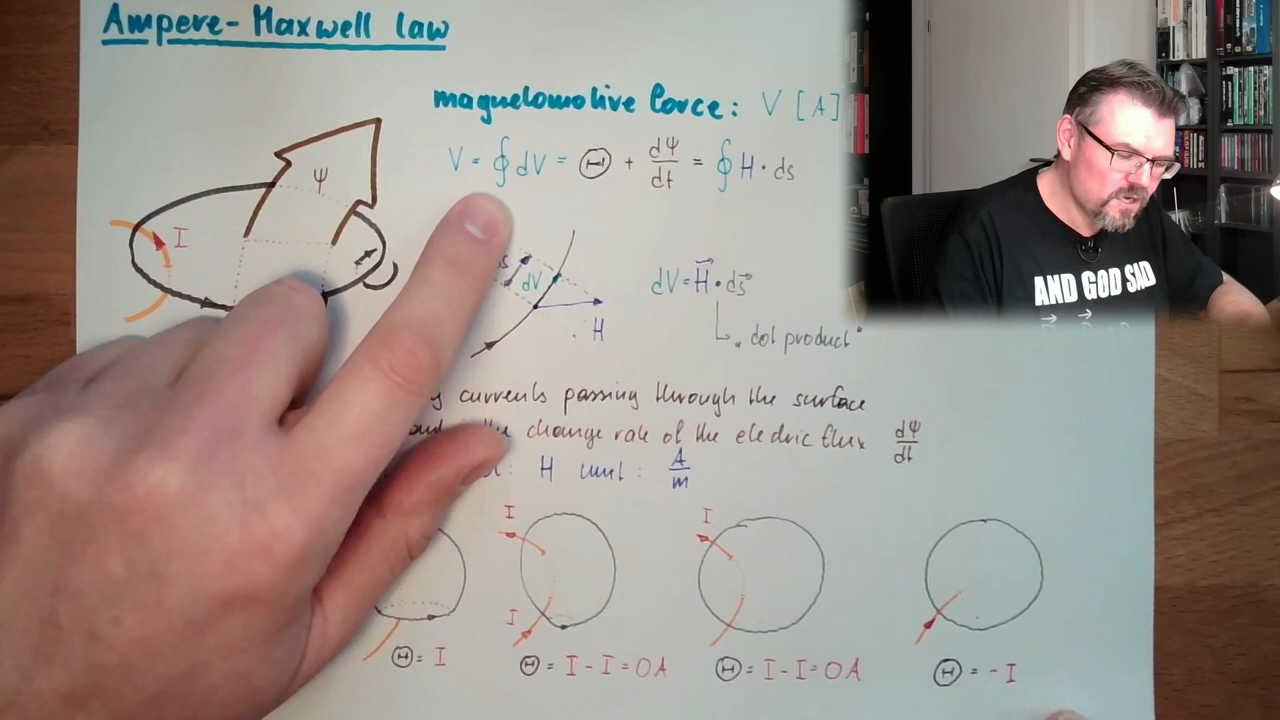 Ampere-Maxwell law
magnetomotive force: V [A]
V = ∮ dV = Θ + dΨ/dt = ∮ H · ds
Ψ
I
dV
H
dV = H⃗ · ds⃗
"dot product"
currents passing through the surface
the change rate of the electric flux dΨ/dt
: H unit: A/m
I
I
I
Θ = I
Θ = I - I = 0A
Θ = I - I = 0A
Θ = -I
AND GOD SAID